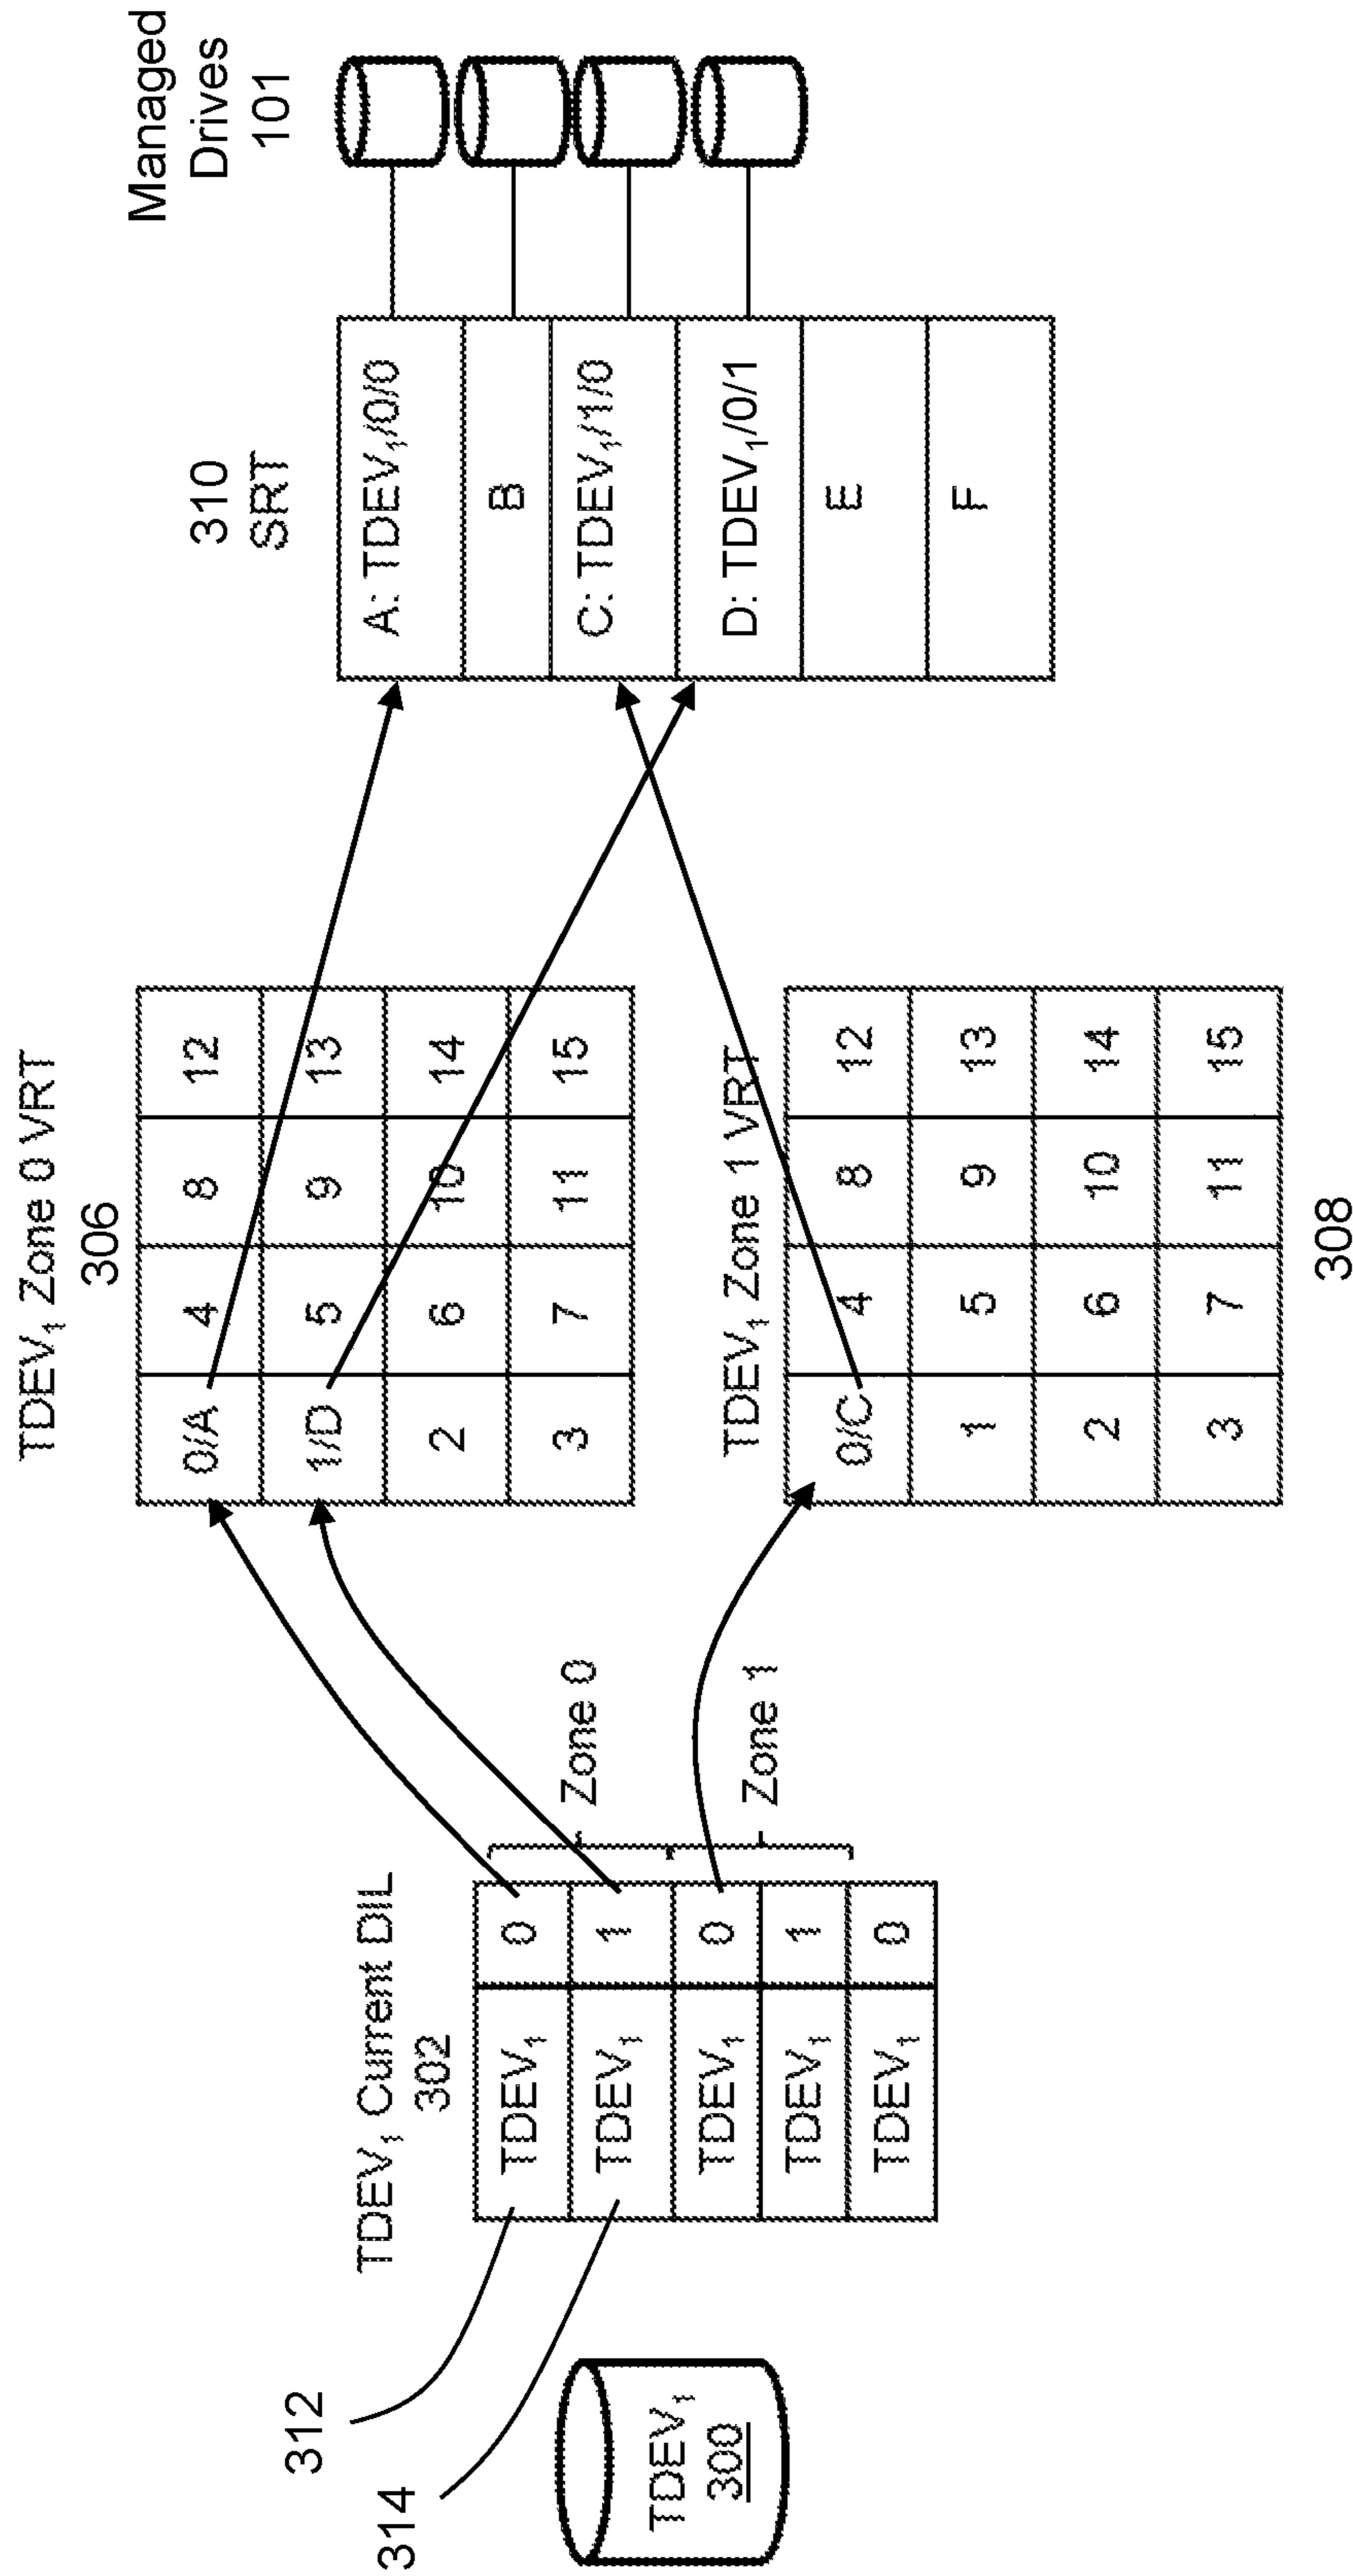 312
314
TDEV₁
300
TDEV₁ Current DIL
302
TDEV₁ 0
TDEV₁ 1
TDEV₁ 0
TDEV₁ 1
TDEV₁ 0
Zone 0
Zone 1
TDEV₁ Zone 0 VRT
306
0/A 4 8 12
1/D 5 9 13
2 6 10 14
3 7 11 15
TDEV₁ Zone 1 VRT
0/C 4 8 12
1 5 9 13
2 6 10 14
3 7 11 15
308
310
SRT
A: TDEV₁/0/0
B
C: TDEV₁/1/0
D: TDEV₁/0/1
E
F
Managed
Drives
101